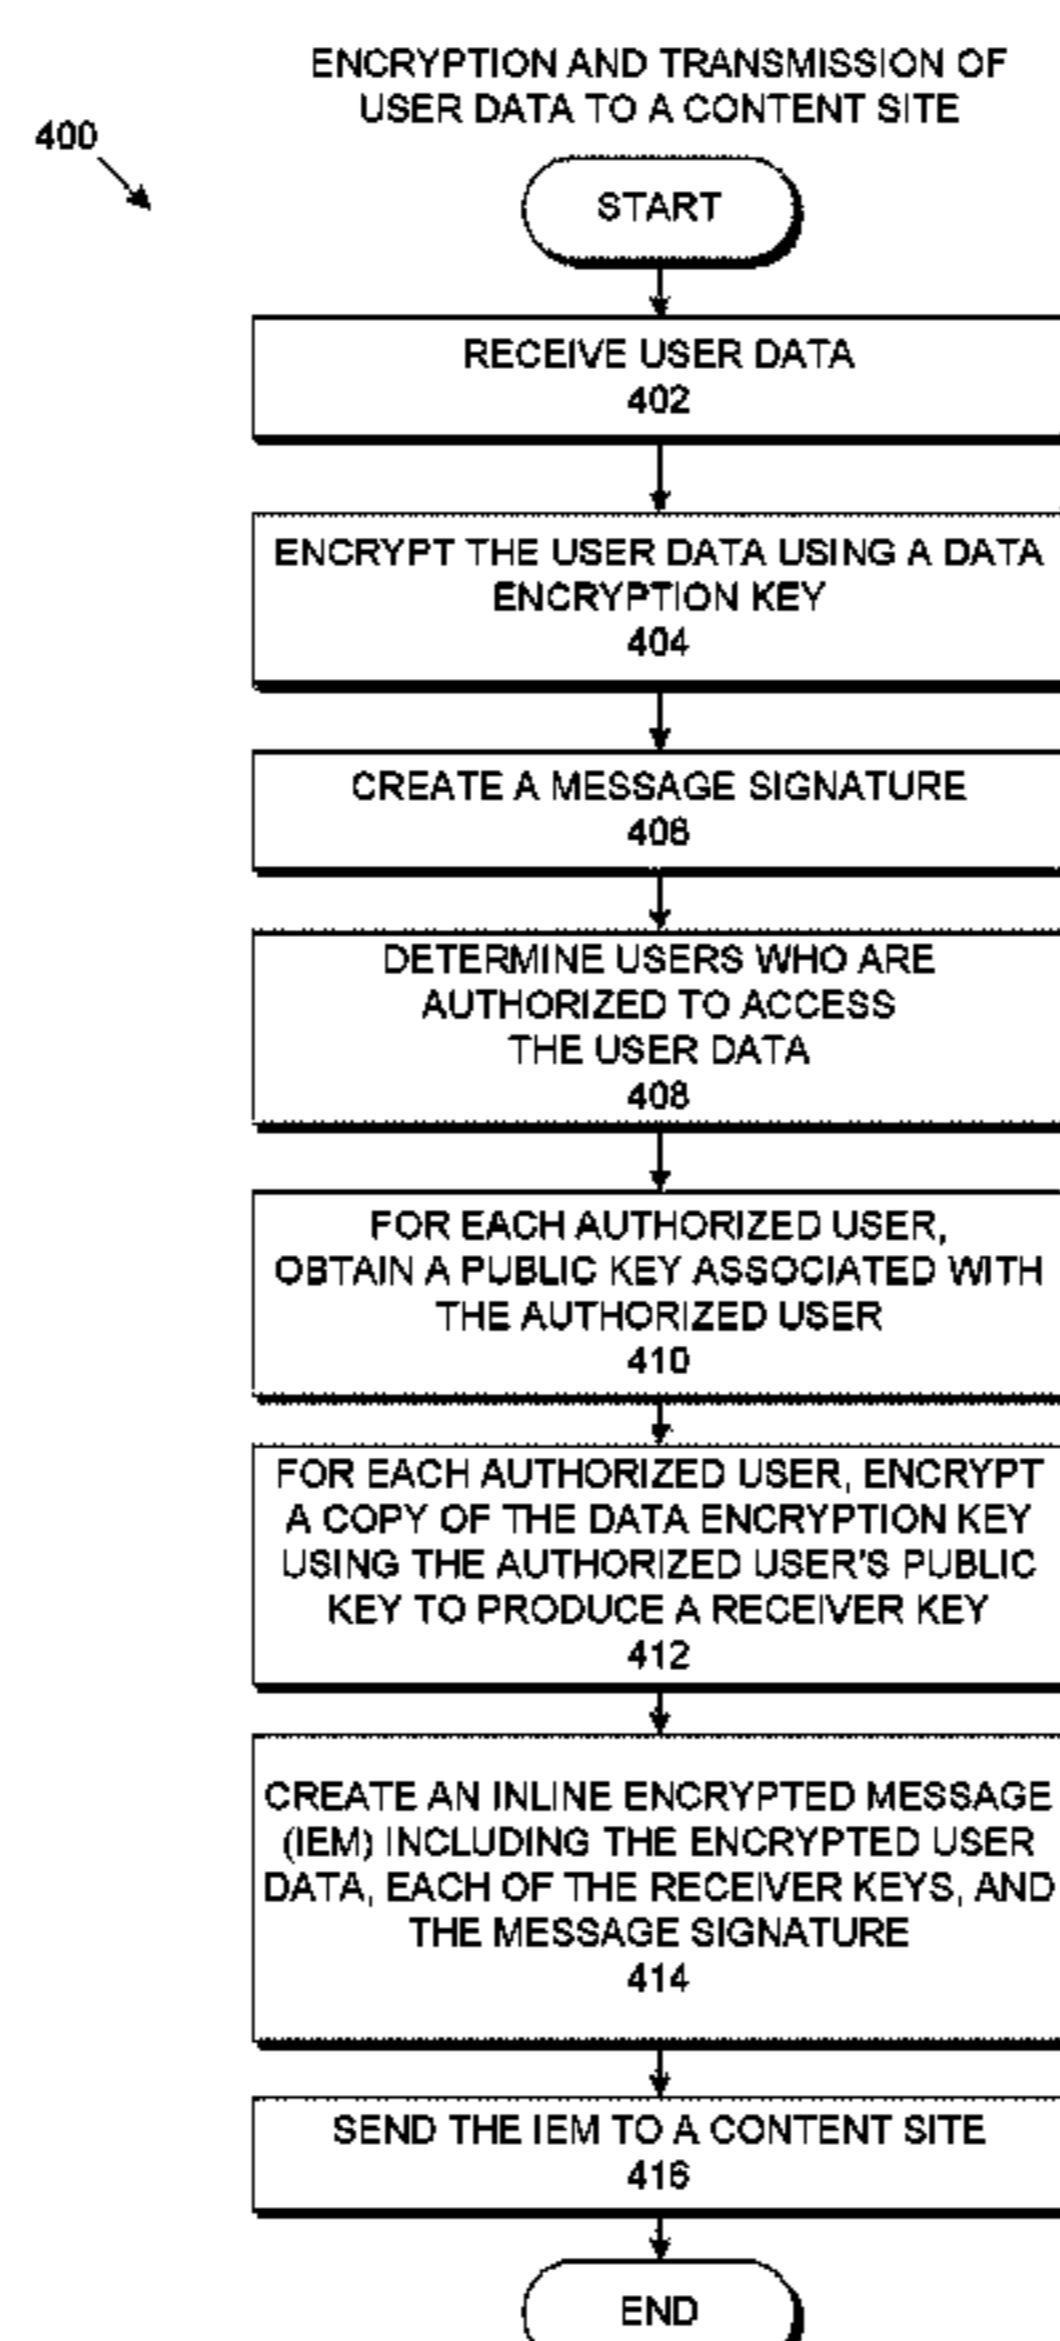 ENCRYPTION AND TRANSMISSION OF
USER DATA TO A CONTENT SITE
400
START
RECEIVE USER DATA
402
ENCRYPT THE USER DATA USING A DATA
ENCRYPTION KEY
404
CREATE A MESSAGE SIGNATURE
406
DETERMINE USERS WHO ARE
AUTHORIZED TO ACCESS
THE USER DATA
408
FOR EACH AUTHORIZED USER,
OBTAIN A PUBLIC KEY ASSOCIATED WITH
THE AUTHORIZED USER
410
FOR EACH AUTHORIZED USER, ENCRYPT
A COPY OF THE DATA ENCRYPTION KEY
USING THE AUTHORIZED USER'S PUBLIC
KEY TO PRODUCE A RECEIVER KEY
412
CREATE AN INLINE ENCRYPTED MESSAGE
(IEM) INCLUDING THE ENCRYPTED USER
DATA, EACH OF THE RECEIVER KEYS, AND
THE MESSAGE SIGNATURE
414
SEND THE IEM TO A CONTENT SITE
416
END